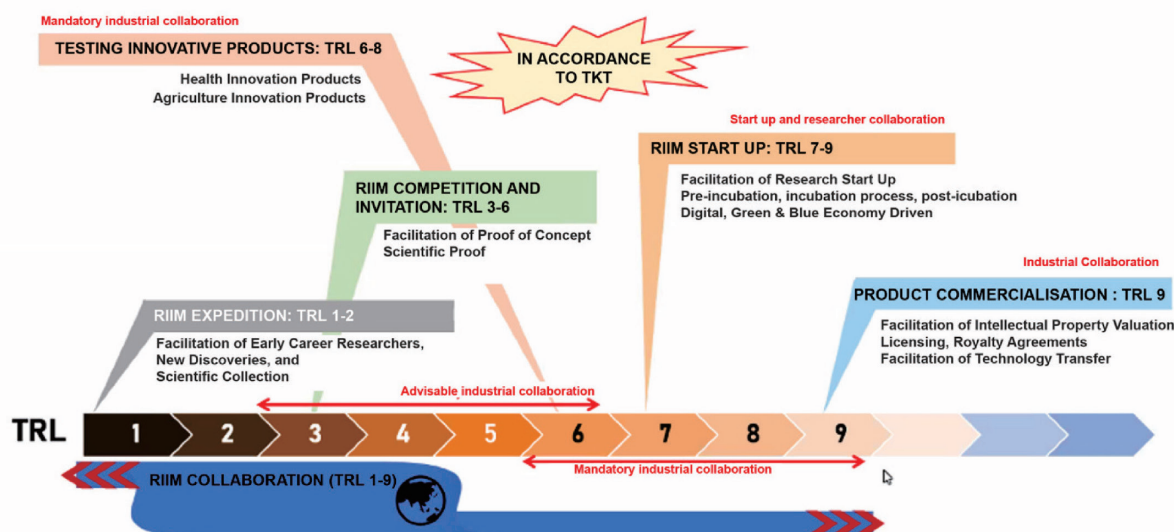 Mandatory industrial collaboration
TESTING INNOVATIVE PRODUCTS: TRL 6-8
Health Innovation Products
Agriculture Innovation Products
IN ACCORDANCE
TO TKT
Start up and researcher collaboration
RIIM START UP: TRL 7-9
Facilitation of Research Start Up
Pre-incubation, incubation process, post-icubation
Digital, Green & Blue Economy Driven
RIIM COMPETITION AND
INVITATION: TRL 3-6
Facilitation of Proof of Concept
Scientific Proof
Industrial Collaboration
PRODUCT COMMERCIALISATION : TRL 9
Facilitation of Intellectual Property Valuation
Licensing, Royalty Agreements
Facilitation of Technology Transfer
RIIM EXPEDITION: TRL 1-2
Facilitation of Early Career Researchers,
New Discoveries, and
Scientific Collection
Advisable industrial collaboration
TRL 1 2 3 4 5 6 7 8 9
Mandatory industrial collaboration
RIIM COLLABORATION (TRL 1-9)